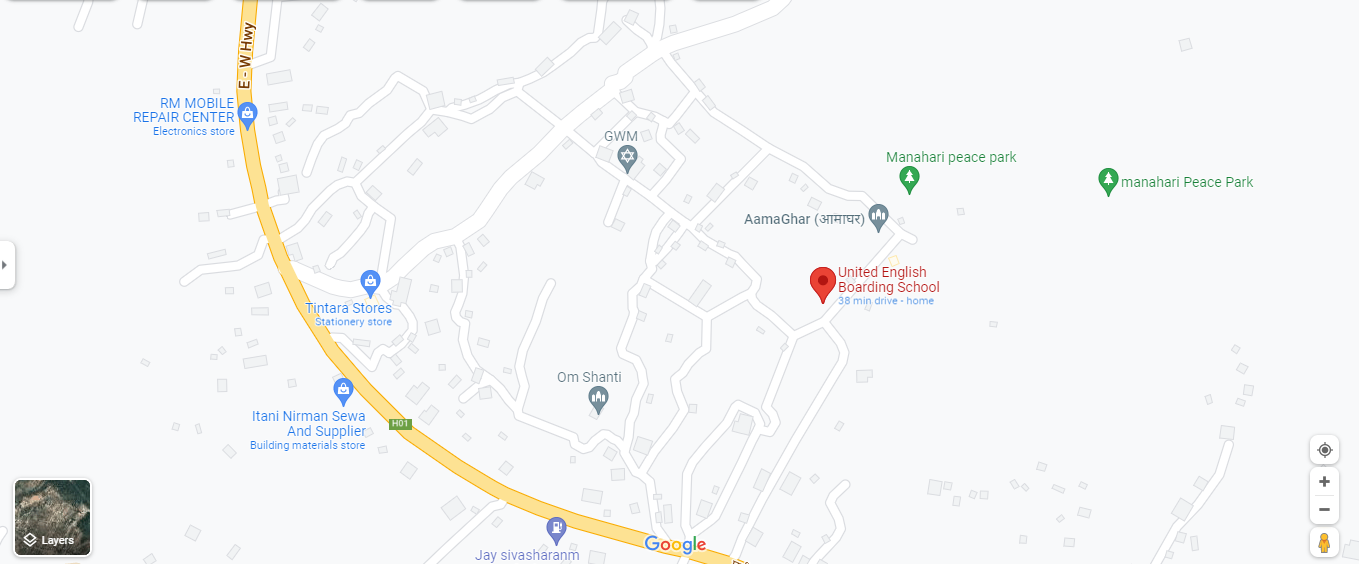 E - W Hwy
RM MOBILE
REPAIR CENTER
Electronics store
GWM
Manahari peace park
manahari Peace Park
AamaGhar (आमाघर)
United English
Boarding School
38 min drive - home
Tintara Stores
Stationery store
Om Shanti
Itani Nirman Sewa
And Supplier
Building materials store
H01
Layers
Jay sivasharanm
Google